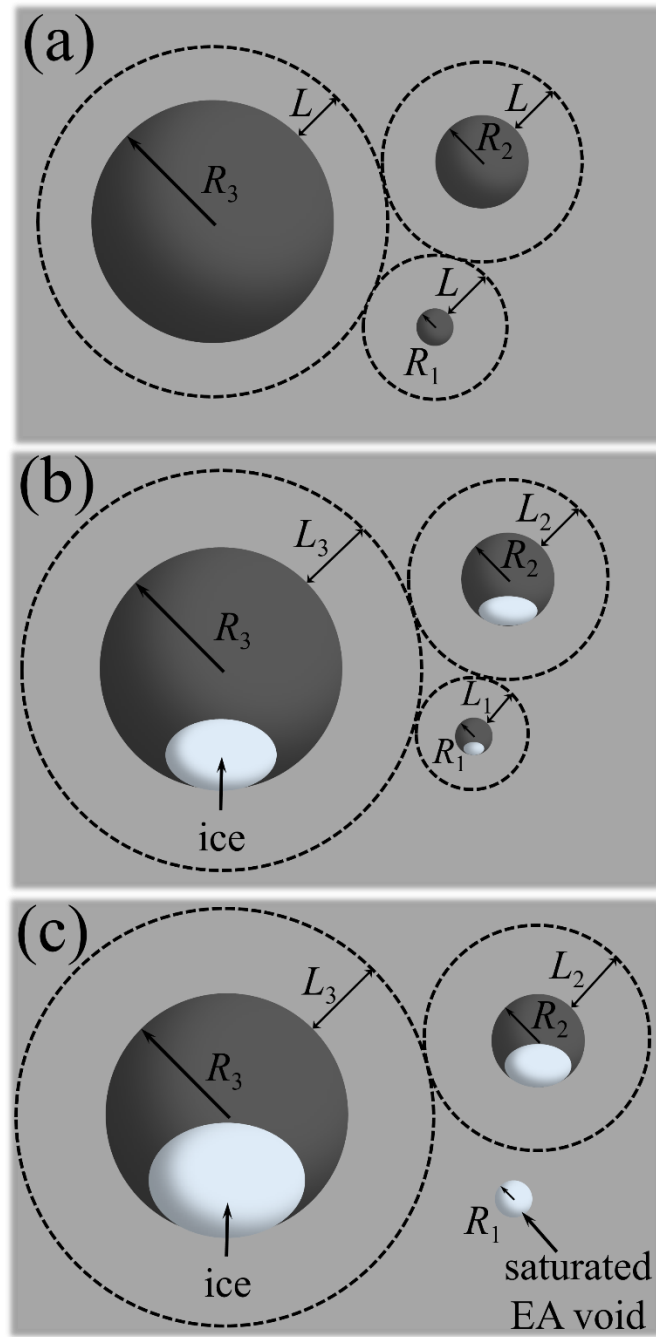 (a)
L
L
R₂
R₃
L
R₁
(b)
L₃
L₂
R₂
R₃
L₁
R₁
ice
(c)
L₃
L₂
R₂
R₃
R₁
saturated
EA void
ice